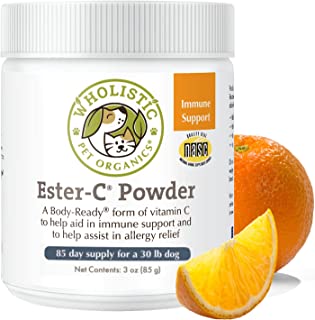 WHOLISTIC
PET ORGANICS®
Immune
Support
NASC
Ester-C® Powder
A Body-Ready® form of vitamin C
to help aid in immune support and
to help assist in allergy relief
85 day supply for a 30 lb dog
Net Contents: 3 oz (85 g)